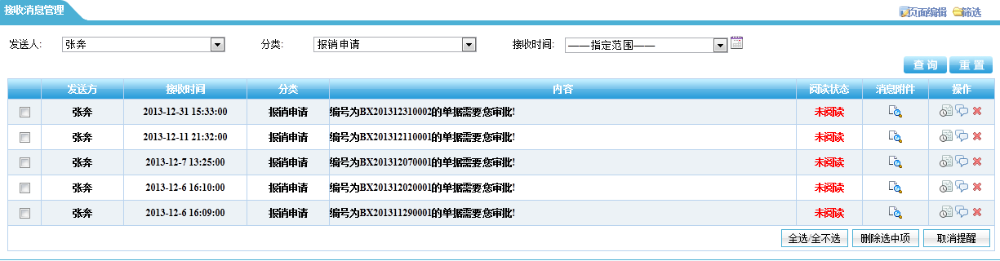 接收消息管理 页面编辑 筛选
发送人: 张奔 分类: 报销申请 接收时间: ——指定范围——
查 询 重 置
发送方 接收时间 分类 内容 阅读状态 消息附件 操作
张奔 2013-12-31 15:33:00 报销申请 编号为BX201312310002的单据需要您审批! 未阅读
张奔 2013-12-11 21:32:00 报销申请 编号为BX201312110001的单据需要您审批! 未阅读
张奔 2013-12-7 13:25:00 报销申请 编号为BX201312070001的单据需要您审批! 未阅读
张奔 2013-12-6 16:10:00 报销申请 编号为BX201312020001的单据需要您审批! 未阅读
张奔 2013-12-6 16:09:00 报销申请 编号为BX201311290001的单据需要您审批! 未阅读
全选/全不选 删除选中项 取消提醒